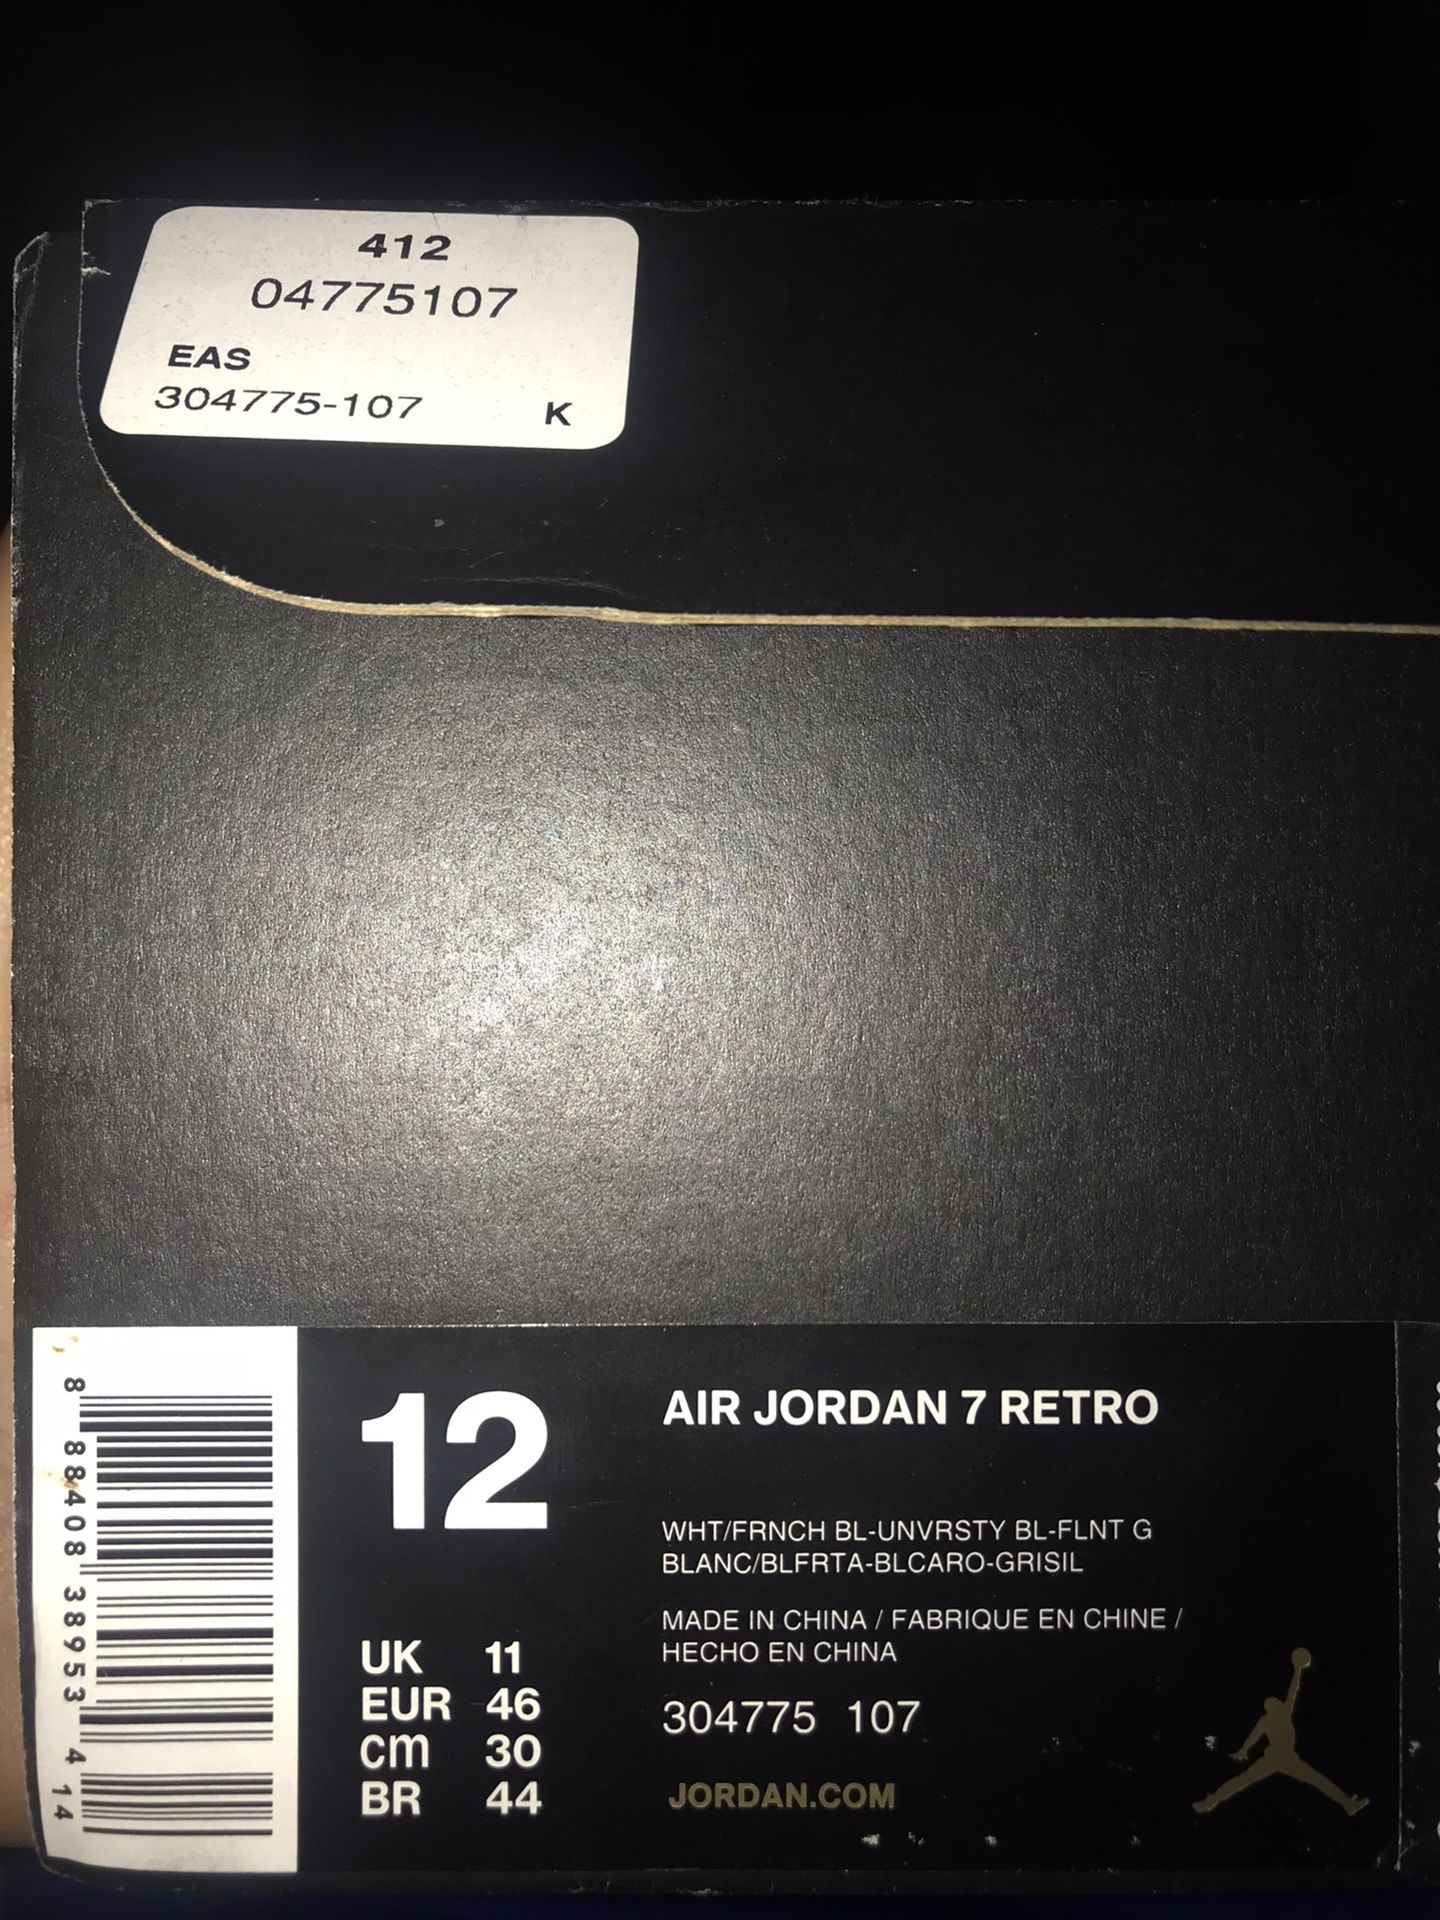 412
04775107
EAS
304775-107 K
8 88408 38953 4 14
12
UK 11
EUR 46
cm 30
BR 44
AIR JORDAN 7 RETRO
WHT/FRNCH BL-UNVRSTY BL-FLNT G
BLANC/BLFRTA-BLCARO-GRISIL
MADE IN CHINA / FABRIQUE EN CHINE /
HECHO EN CHINA
304775 107
JORDAN.COM